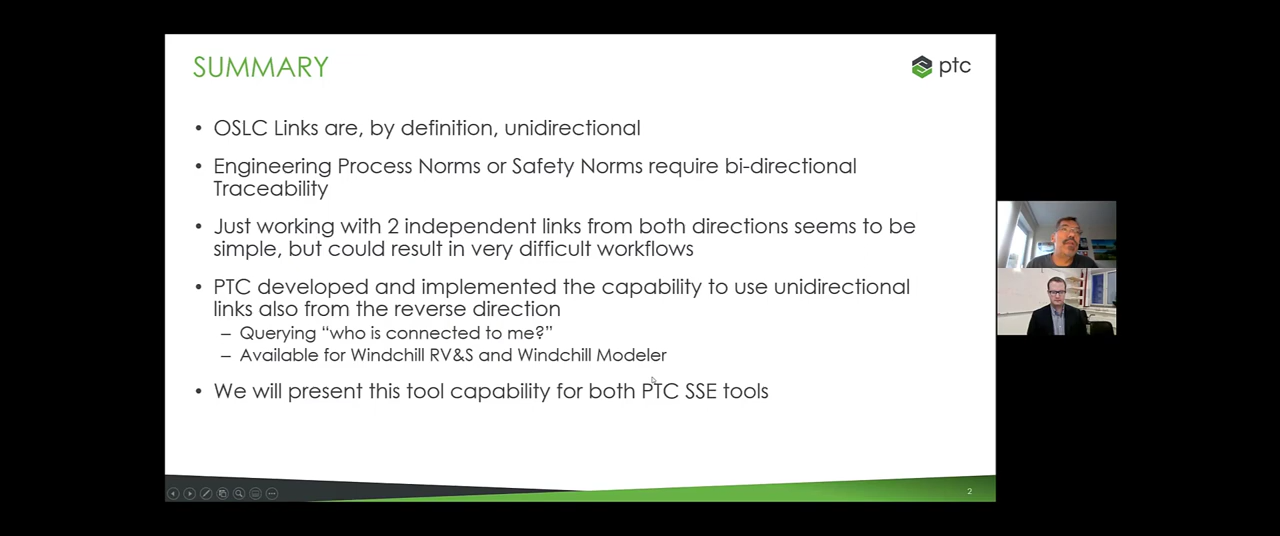 SUMMARY
ptc
• OSLC Links are, by definition, unidirectional
• Engineering Process Norms or Safety Norms require bi-directional
Traceability
• Just working with 2 independent links from both directions seems to be
simple, but could result in very difficult workflows
• PTC developed and implemented the capability to use unidirectional
links also from the reverse direction
– Querying “who is connected to me?”
– Available for Windchill RV&S and Windchill Modeler
• We will present this tool capability for both PTC SSE tools
2